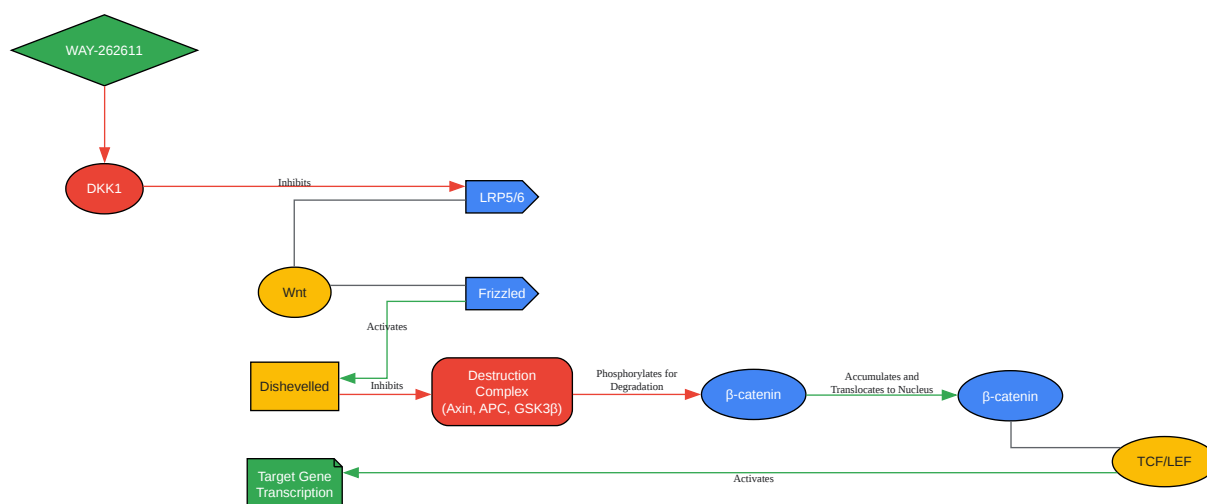 WAY-262611
DKK1
Inhibits
LRP5/6
Wnt
Frizzled
Activates
Dishevelled
Inhibits
Destruction
Complex
(Axin, APC, GSK3β)
Phosphorylates for
Degradation
β-catenin
Accumulates and
Translocates to Nucleus
β-catenin
TCF/LEF
Activates
Target Gene
Transcription